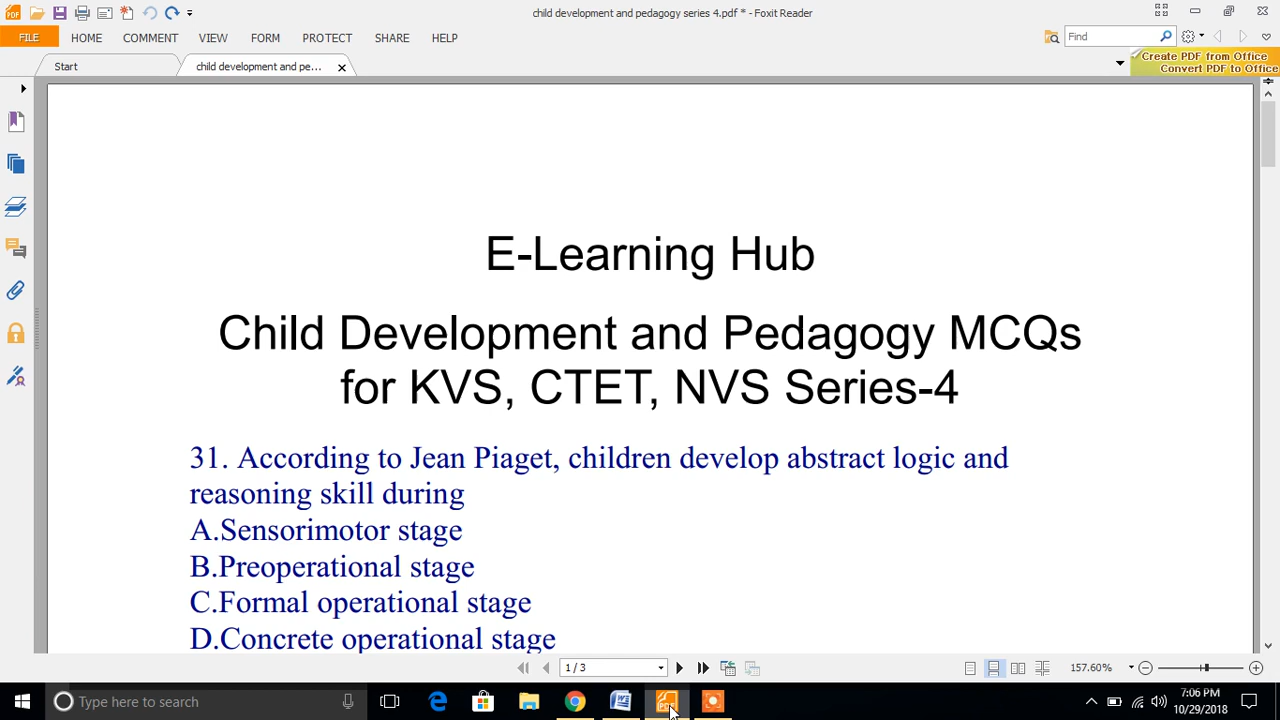 child development and pedagogy series 4.pdf * - Foxit Reader
FILE HOME COMMENT VIEW FORM PROTECT SHARE HELP
Find
Start
child development and pe...
Create PDF from Office
Convert PDF to Office
E-Learning Hub
Child Development and Pedagogy MCQs
for KVS, CTET, NVS Series-4
31. According to Jean Piaget, children develop abstract logic and
reasoning skill during
A.Sensorimotor stage
B.Preoperational stage
C.Formal operational stage
D.Concrete operational stage
1 / 3
157.60%
Type here to search
7:06 PM
10/29/2018